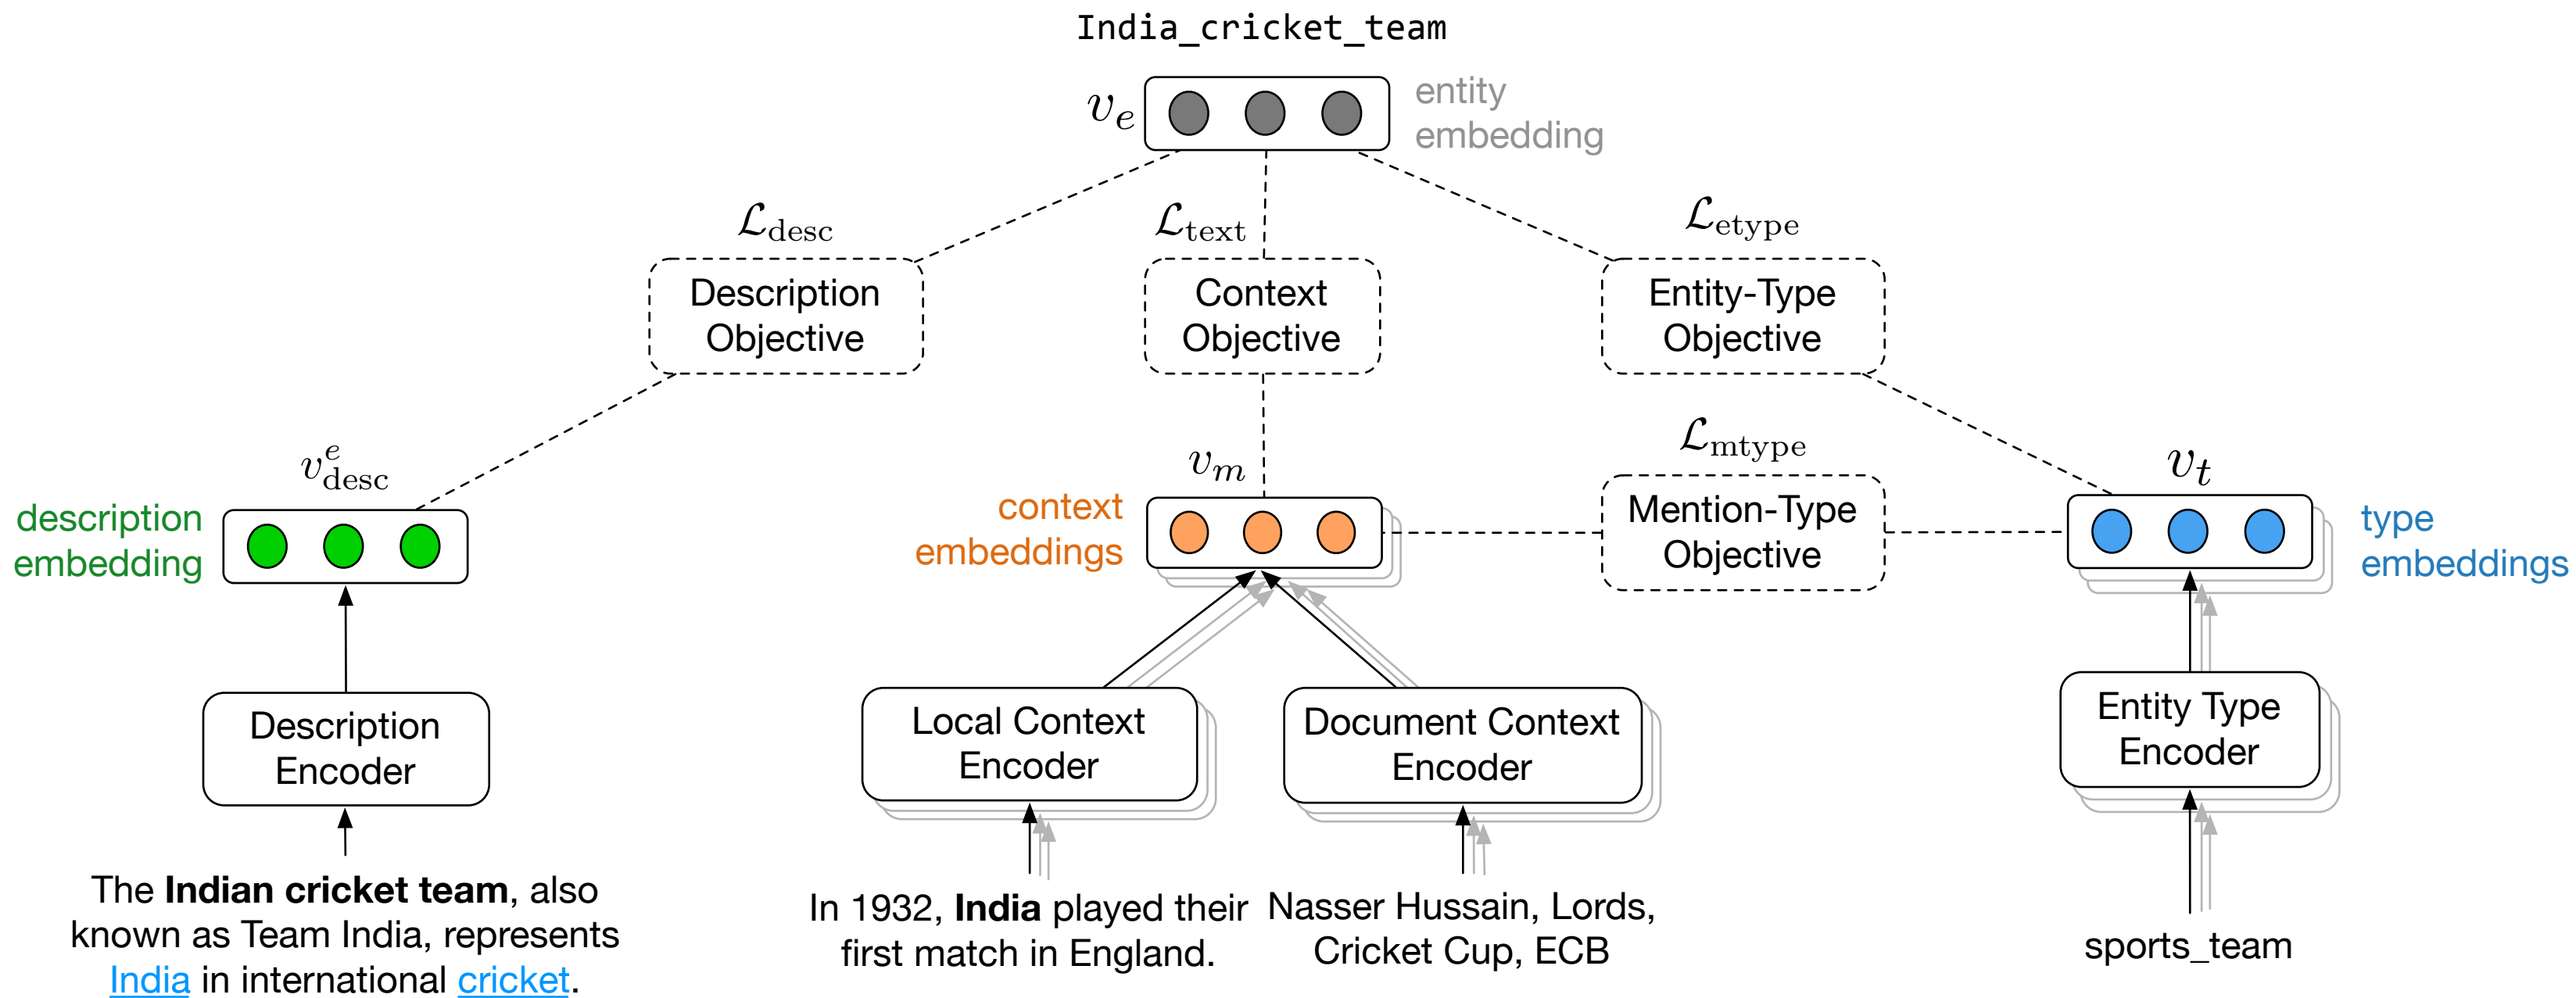 India_cricket_team
v_e
entity
embedding
ℒ_desc
ℒ_text
ℒ_etype
Description
Objective
Context
Objective
Entity-Type
Objective
ℒ_mtype
v^e_desc
v_m
v_t
description
embedding
context
embeddings
Mention-Type
Objective
type
embeddings
Description
Encoder
Local Context
Encoder
Document Context
Encoder
Entity Type
Encoder
The Indian cricket team, also
known as Team India, represents
India in international cricket.
In 1932, India played their
first match in England.
Nasser Hussain, Lords,
Cricket Cup, ECB
sports_team